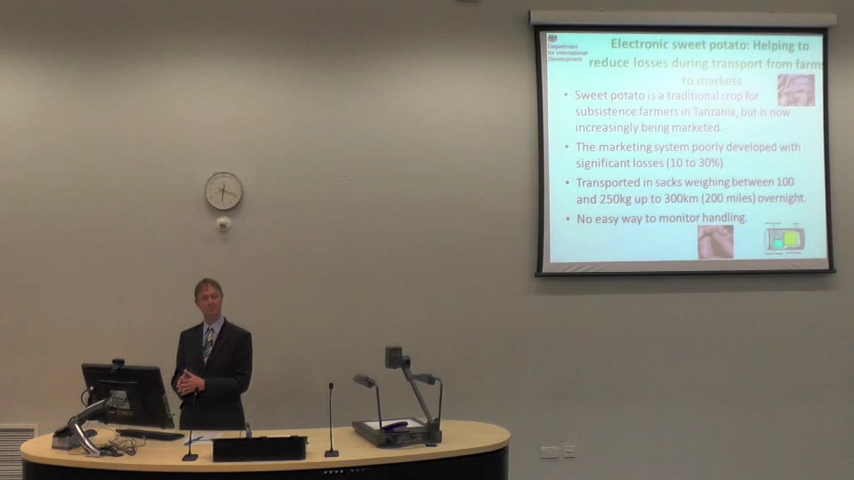 Department
for International
Development
Electronic sweet potato: Helping to
reduce losses during transport from farms
to markets
• Sweet potato is a traditional crop for
subsistence farmers in Tanzania, but is now
increasingly being marketed.
• The marketing system poorly developed with
significant losses (10 to 30%).
• Transported in sacks weighing between 100
and 250kg up to 300km (200 miles) overnight.
• No easy way to monitor handling.